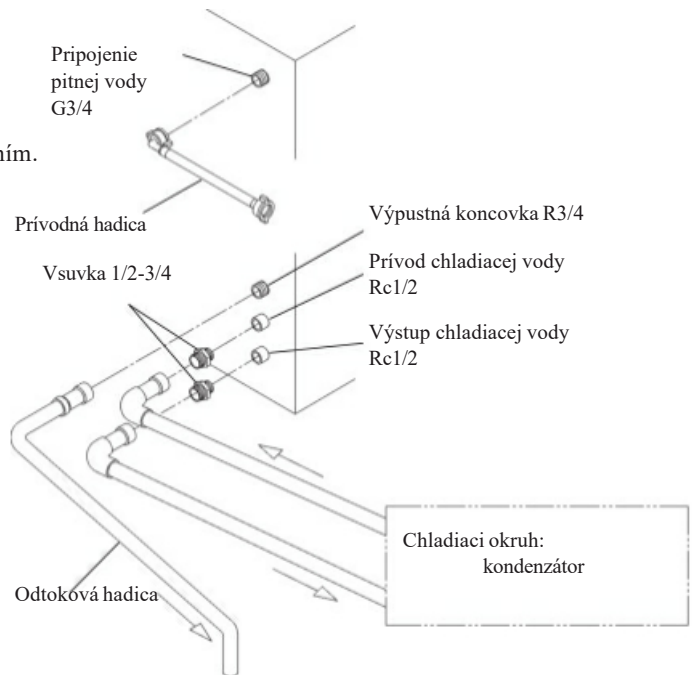 Pripojenie
pitnej vody
G3/4
ním.
Prívodná hadica
Výpustná koncovka R3/4
Vsuvka 1/2-3/4
Prívod chladiacej vody
Rc1/2
Výstup chladiacej vody
Rc1/2
Chladiaci okruh:
kondenzátor
Odtoková hadica